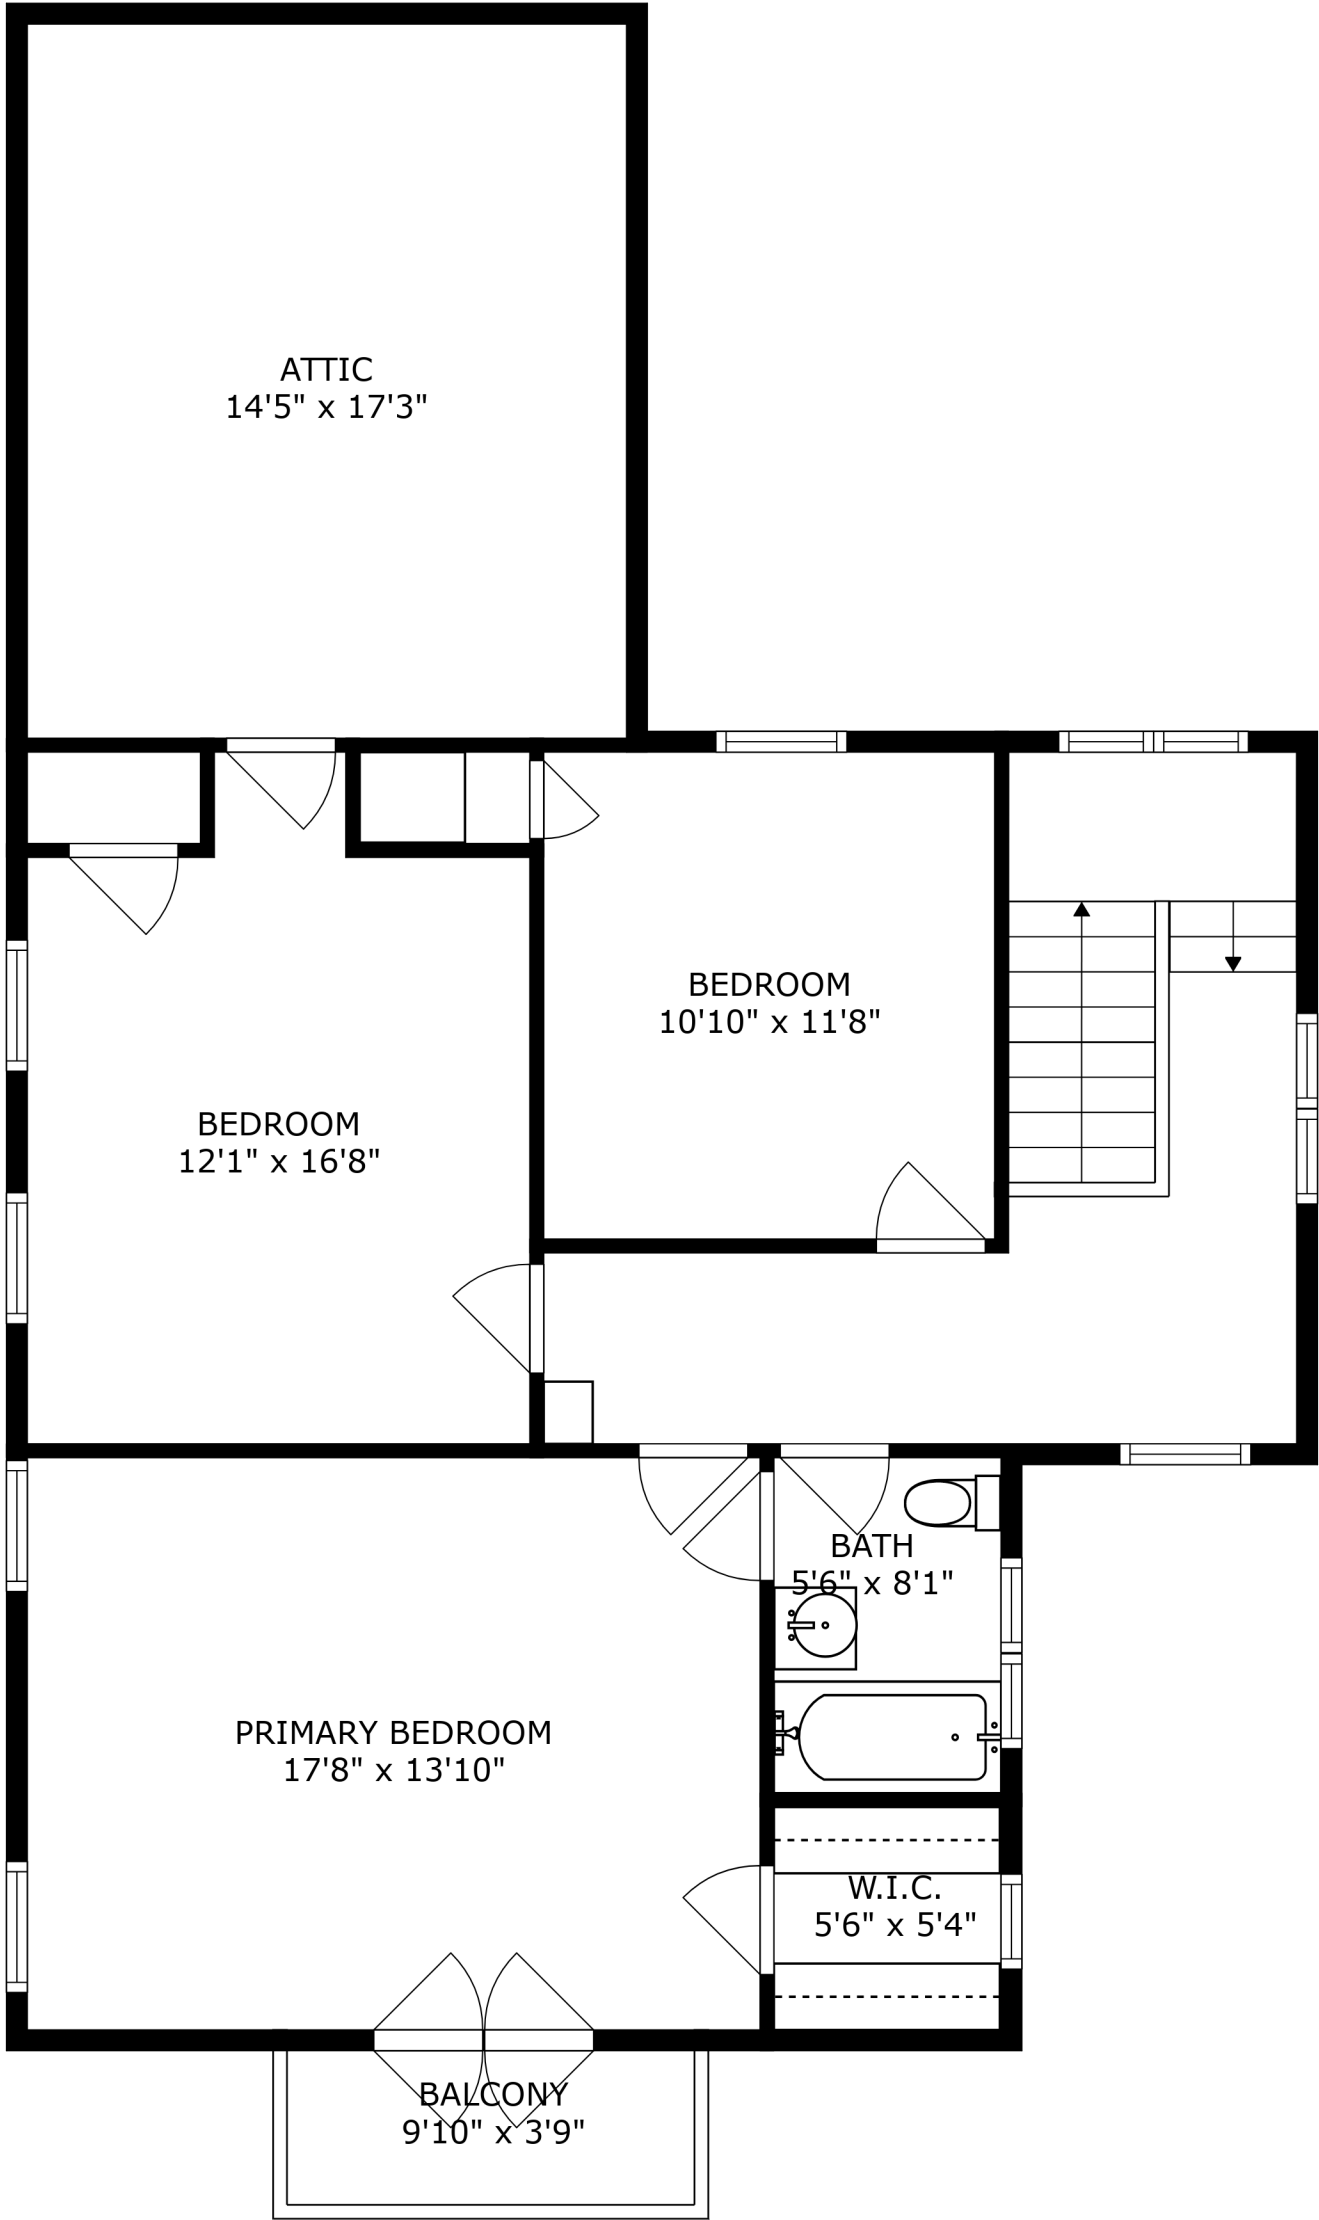 ATTIC
14'5" x 17'3"
BEDROOM
10'10" x 11'8"
BEDROOM
12'1" x 16'8"
BATH
5'6" x 8'1"
PRIMARY BEDROOM
17'8" x 13'10"
W.I.C.
5'6" x 5'4"
BALCONY
9'10" x 3'9"